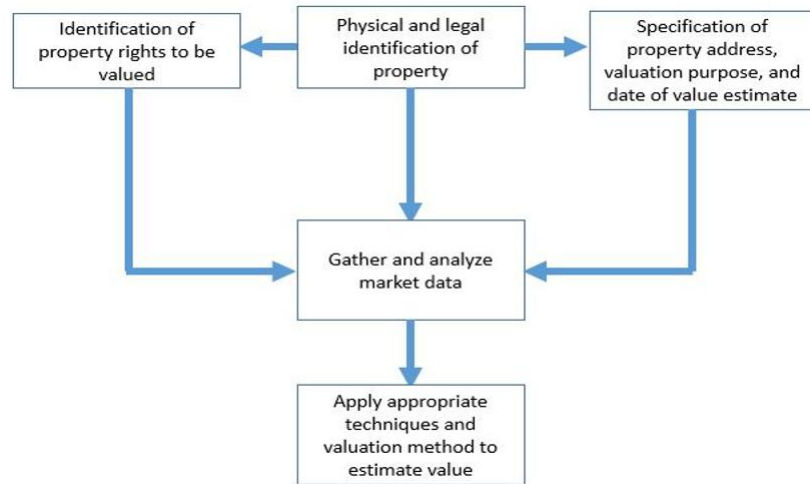 Identification of
property rights to be
valued
Physical and legal
identification of
property
Specification of
property address,
valuation purpose, and
date of value estimate
Gather and analyze
market data
Apply appropriate
techniques and
valuation method to
estimate value